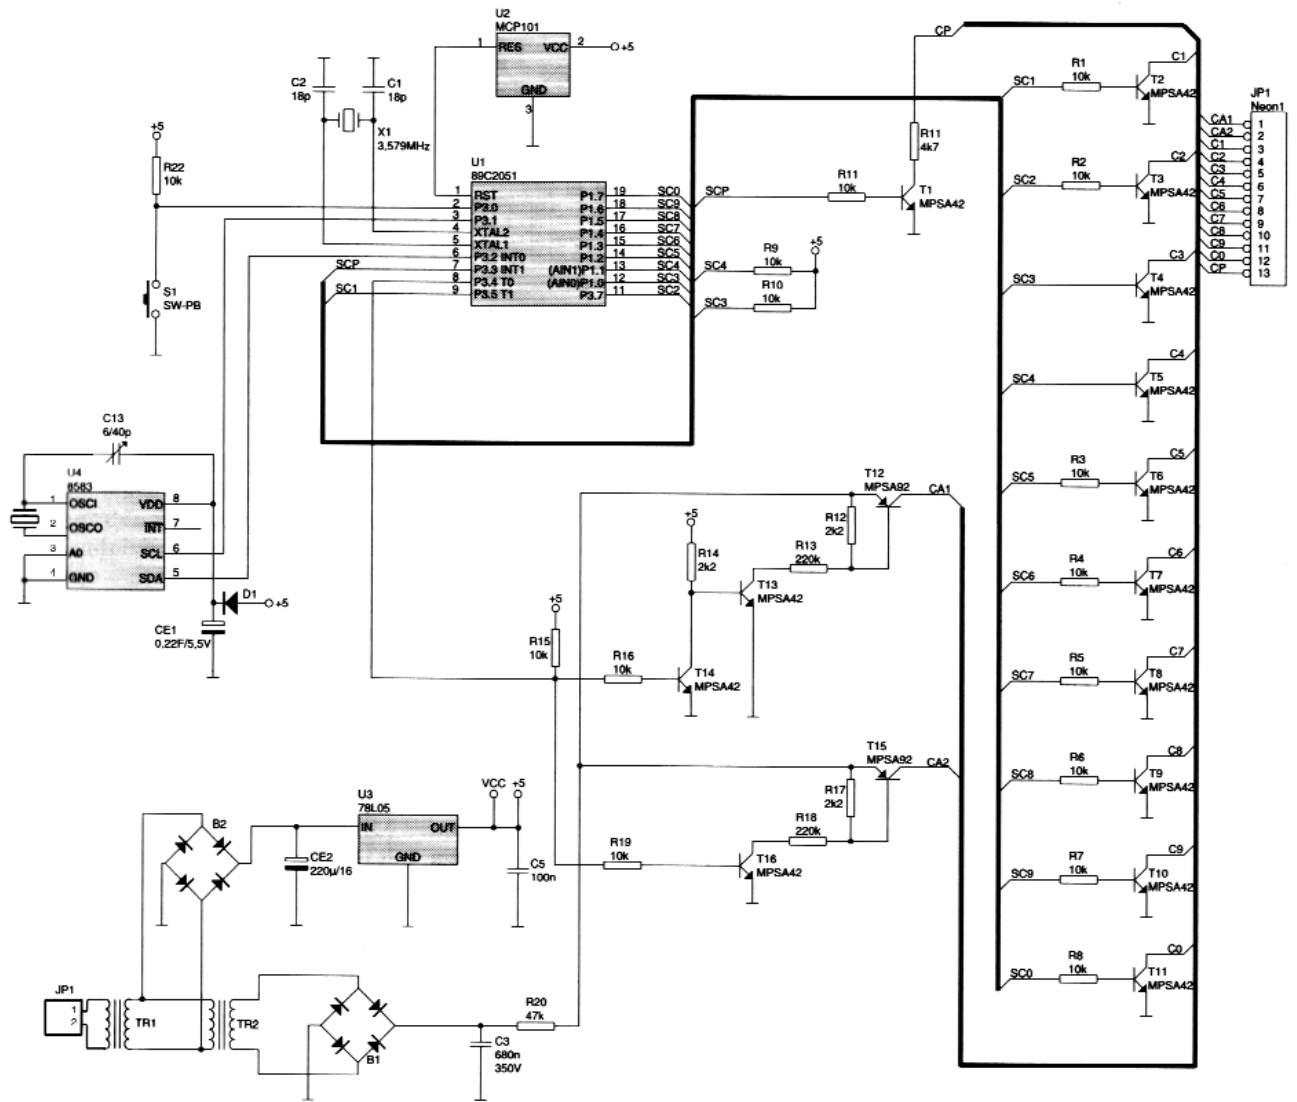 U2
MCP101
1 RES VCC 2 +5
GND
3
CP
C2
18p
C1
18p
X1
3,579MHz
+5
R22
10k
S1
SW-PB
U1
89C2051
1 RST P1.7 19 SC0
2 P3.0 P1.6 18 SC9
3 P3.1 P1.5 17 SC8
4 XTAL2 P1.4 16 SC7
5 XTAL1 P1.3 15 SC6
6 P3.2 INT0 P1.2 14 SC5
SCP 7 P3.3 INT1 (AIN1)P1.1 13 SC4
8 P3.4 T0 (AIN0)P1.0 12 SC3
SC1 9 P3.5 T1 P3.7 11 SC2
SCP
R11
10k
R11
4k7
T1
MPSA42
SC4
R9
10k
+5
SC3
R10
10k
SC1
R1
10k
C1
T2
MPSA42
SC2
R2
10k
C2
T3
MPSA42
SC3
C3
T4
MPSA42
SC4
C4
T5
MPSA42
SC5
R3
10k
C5
T6
MPSA42
SC6
R4
10k
C6
T7
MPSA42
SC7
R5
10k
C7
T8
MPSA42
SC8
R6
10k
C8
T9
MPSA42
SC9
R7
10k
C9
T10
MPSA42
SC0
R8
10k
C0
T11
MPSA42
JP1
Neon1
CA1 1
CA2 2
C1 3
C2 4
C3 5
C4 6
C5 7
C6 8
C7 9
C8 10
C9 11
C0 12
CP 13
C13
6/40p
U4
8583
1 OSCI VDD 8
2 OSCO INT 7
3 A0 SCL 6
4 GND SDA 5
D1
+5
CE1
0,22F/5,5V
T12
MPSA92
CA1
R12
2k2
+5
R14
2k2
R13
220k
T13
MPSA42
+5
R15
10k
R16
10k
T14
MPSA42
T15
MPSA92
CA2
R17
2k2
R18
220k
R19
10k
T16
MPSA42
VCC
+5
U3
78L05
IN OUT
GND
B2
CE2
220µ/16
C5
100n
JP1
1
2
TR1
TR2
B1
R20
47k
C3
680n
350V